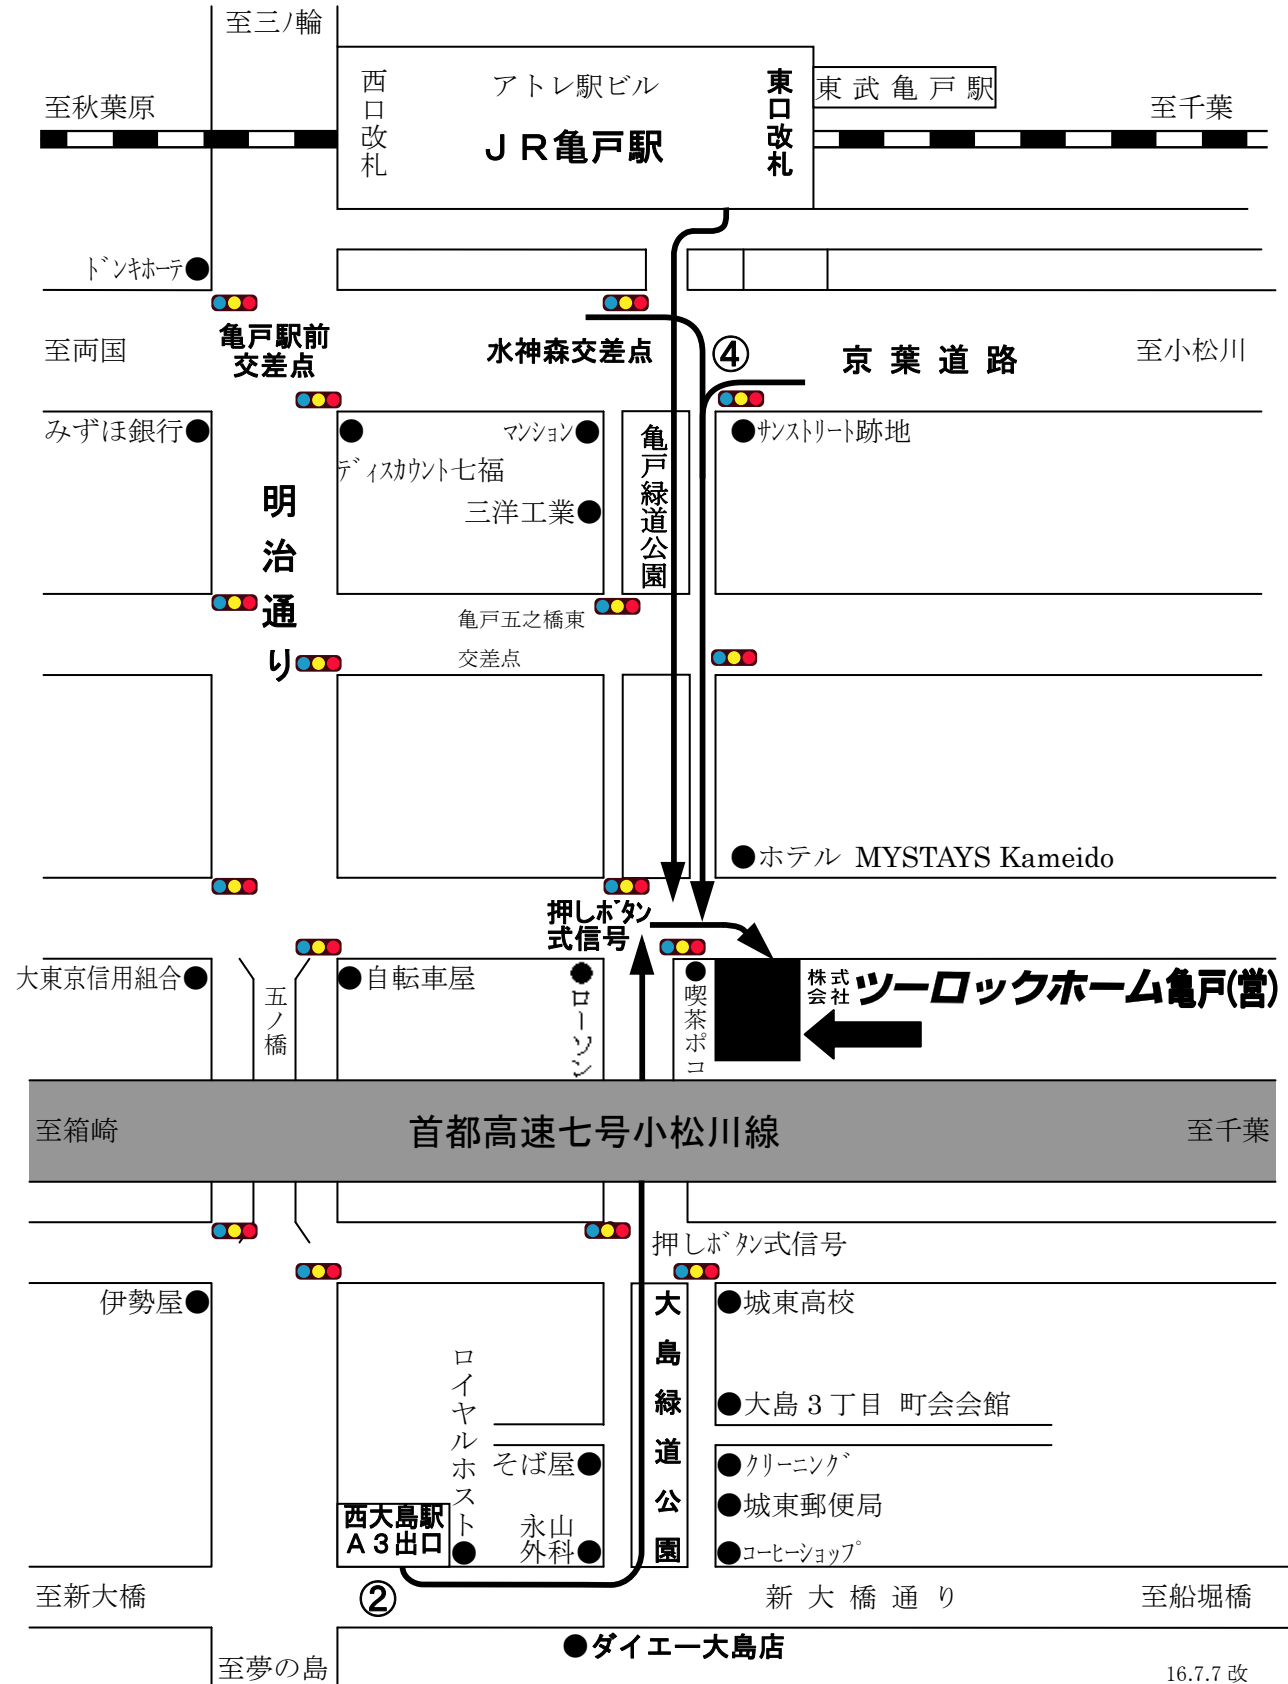 至三ノ輪
西口改札
アトレ駅ビル
東口改札
東武亀戸駅
至秋葉原
至千葉
ＪＲ亀戸駅
ドンキホーテ
亀戸駅前
交差点
至両国
水神森交差点
④
京葉道路
至小松川
みずほ銀行
マンション
亀戸緑道公園
サンストリート跡地
ディスカウント七福
明治通り
三洋工業
亀戸五之橋東
交差点
ホテル MYSTAYS Kameido
押しボタン
式信号
大東京信用組合
五ノ橋
自転車屋
ローソン
喫茶ポコ
株式会社
ツーロックホーム亀戸(営)
至箱崎
首都高速七号小松川線
至千葉
押しボタン式信号
伊勢屋
大島緑道公園
城東高校
ロイヤルホスト
大島３丁目 町会会館
そば屋
クリーニング
西大島駅
Ａ３出口
城東郵便局
永山
外科
コーヒーショップ
至新大橋
②
新大橋通り
至船堀橋
ダイエー大島店
至夢の島
16.7.7 改